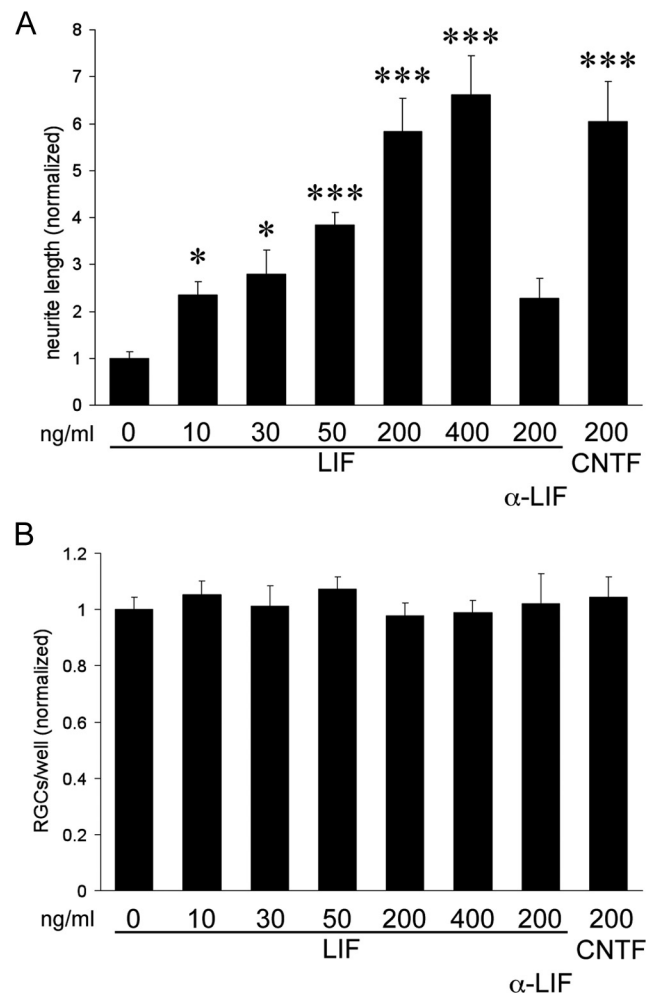 A
neurite length (normalized)
8
7
6
5
4
3
2
1
0
* * *** *** *** ***
ng/ml 0 10 30 50 200 400 200 200
LIF CNTF
α-LIF
B
RGCs/well (normalized)
1.2
1
0.8
0.6
0.4
0.2
0
ng/ml 0 10 30 50 200 400 200 200
LIF CNTF
α-LIF